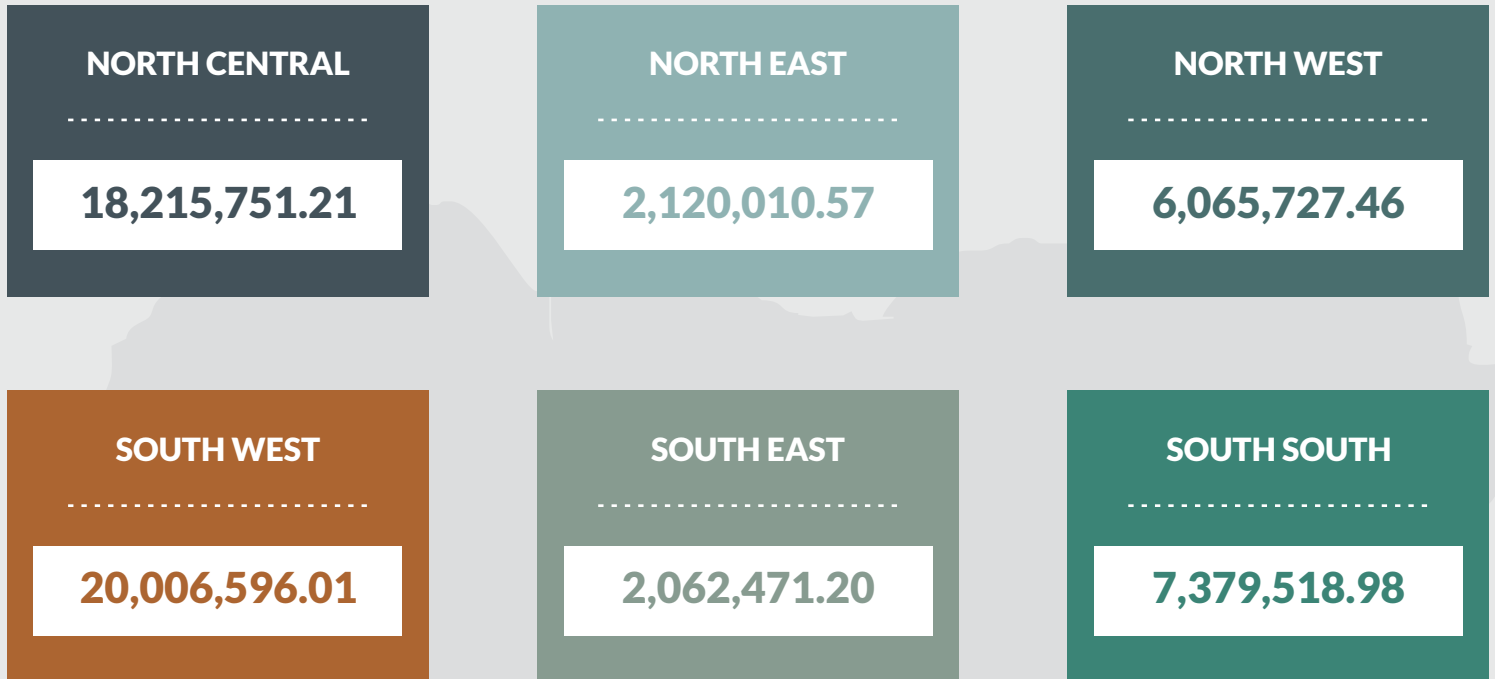 NORTH CENTRAL
18,215,751.21
NORTH EAST
2,120,010.57
NORTH WEST
6,065,727.46
SOUTH WEST
20,006,596.01
SOUTH EAST
2,062,471.20
SOUTH SOUTH
7,379,518.98